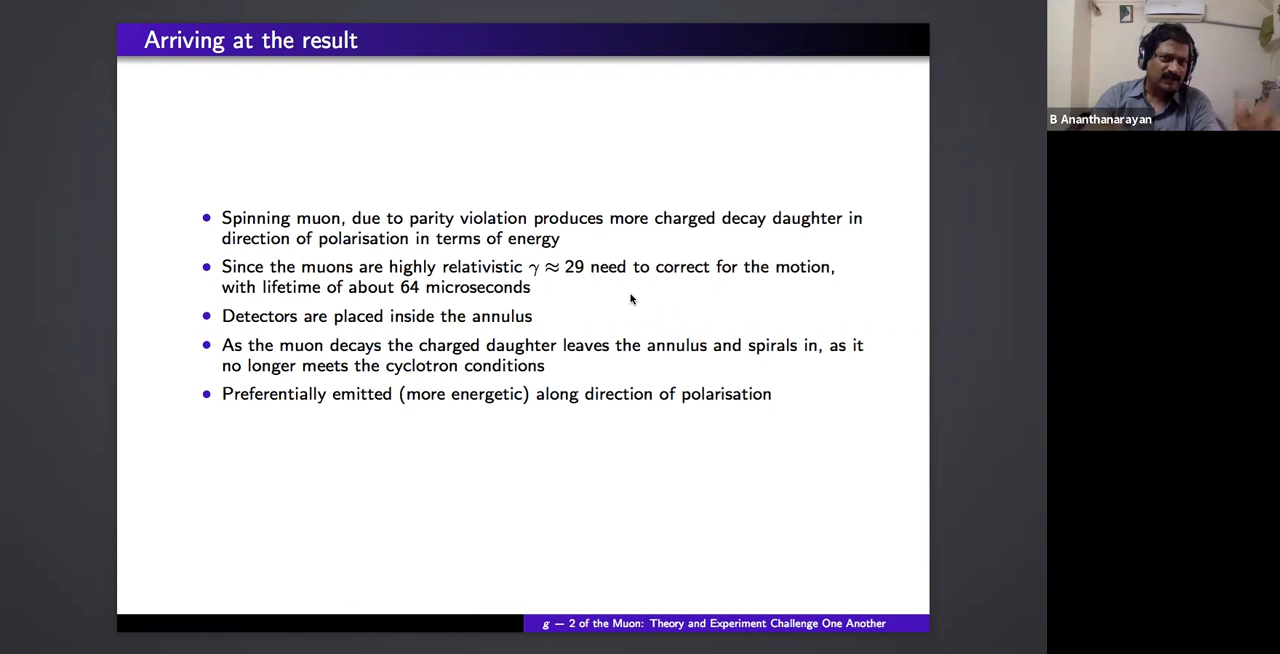 Arriving at the result
B Ananthanarayan
• Spinning muon, due to parity violation produces more charged decay daughter in
direction of polarisation in terms of energy
• Since the muons are highly relativistic γ ≈ 29 need to correct for the motion,
with lifetime of about 64 microseconds
• Detectors are placed inside the annulus
• As the muon decays the charged daughter leaves the annulus and spirals in, as it
no longer meets the cyclotron conditions
• Preferentially emitted (more energetic) along direction of polarisation
g − 2 of the Muon: Theory and Experiment Challenge One Another